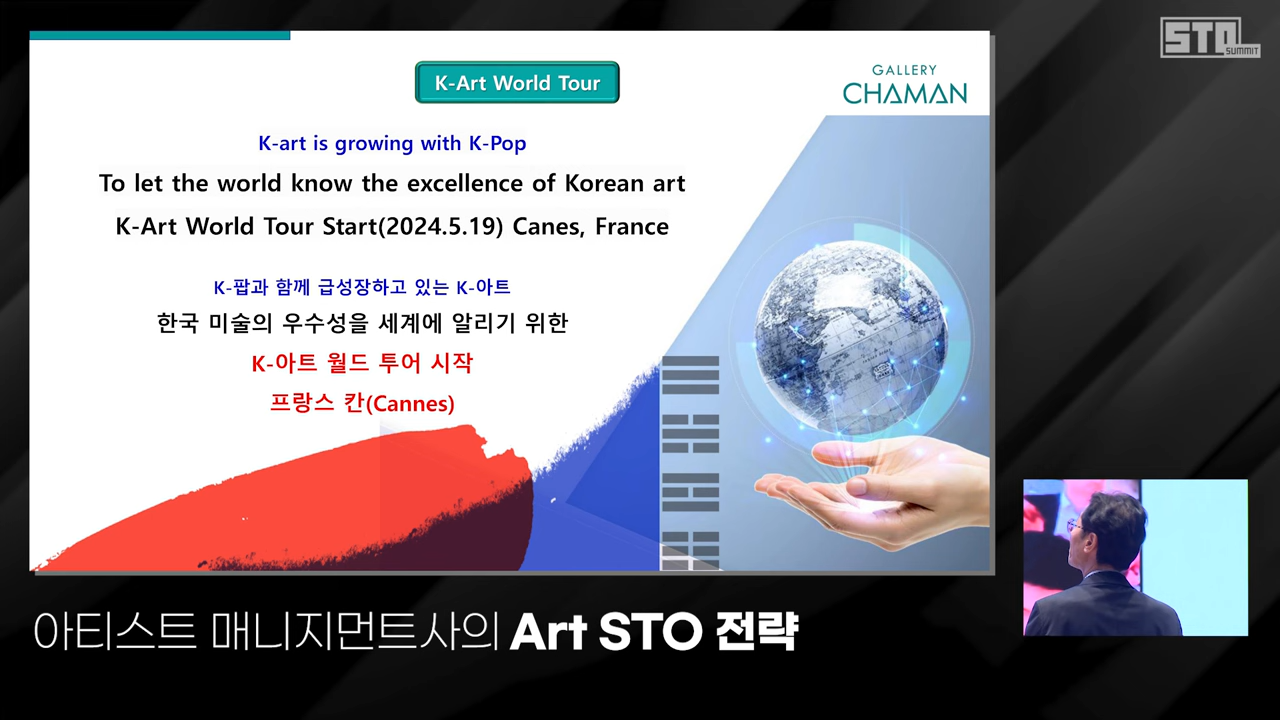 STO
SUMMIT
K-Art World Tour
GALLERY
CHAMAN
K-art is growing with K-Pop
To let the world know the excellence of Korean art
K-Art World Tour Start(2024.5.19) Canes, France
K-팝과 함께 급성장하고 있는 K-아트
한국 미술의 우수성을 세계에 알리기 위한
K-아트 월드 투어 시작
프랑스 칸(Cannes)
아티스트 매니지먼트사의 Art STO 전략